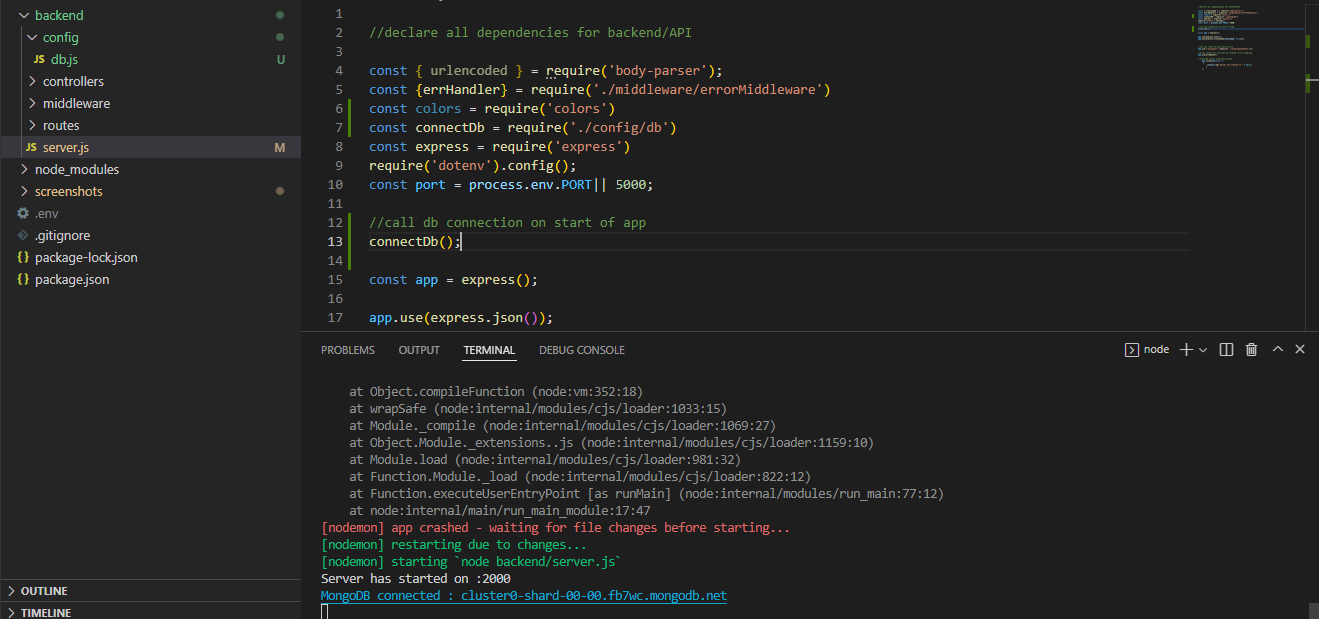 backend
config
JS db.js U
controllers
middleware
routes
JS server.js M
node_modules
screenshots
.env
.gitignore
{} package-lock.json
{} package.json
OUTLINE
TIMELINE
1
2 //declare all dependencies for backend/API
3
4 const { urlencoded } = require('body-parser');
5 const {errHandler} = require('./middleware/errorMiddleware')
6 const colors = require('colors')
7 const connectDb = require('./config/db')
8 const express = require('express')
9 require('dotenv').config();
10 const port = process.env.PORT|| 5000;
11
12 //call db connection on start of app
13 connectDb();
14
15 const app = express();
16
17 app.use(express.json());
PROBLEMS OUTPUT TERMINAL DEBUG CONSOLE node
at Object.compileFunction (node:vm:352:18)
at wrapSafe (node:internal/modules/cjs/loader:1033:15)
at Module._compile (node:internal/modules/cjs/loader:1069:27)
at Object.Module._extensions..js (node:internal/modules/cjs/loader:1159:10)
at Module.load (node:internal/modules/cjs/loader:981:32)
at Function.Module._load (node:internal/modules/cjs/loader:822:12)
at Function.executeUserEntryPoint [as runMain] (node:internal/modules/run_main:77:12)
at node:internal/main/run_main_module:17:47
[nodemon] app crashed - waiting for file changes before starting...
[nodemon] restarting due to changes...
[nodemon] starting `node backend/server.js`
Server has started on :2000
MongoDB connected : cluster0-shard-00-00.fb7wc.mongodb.net